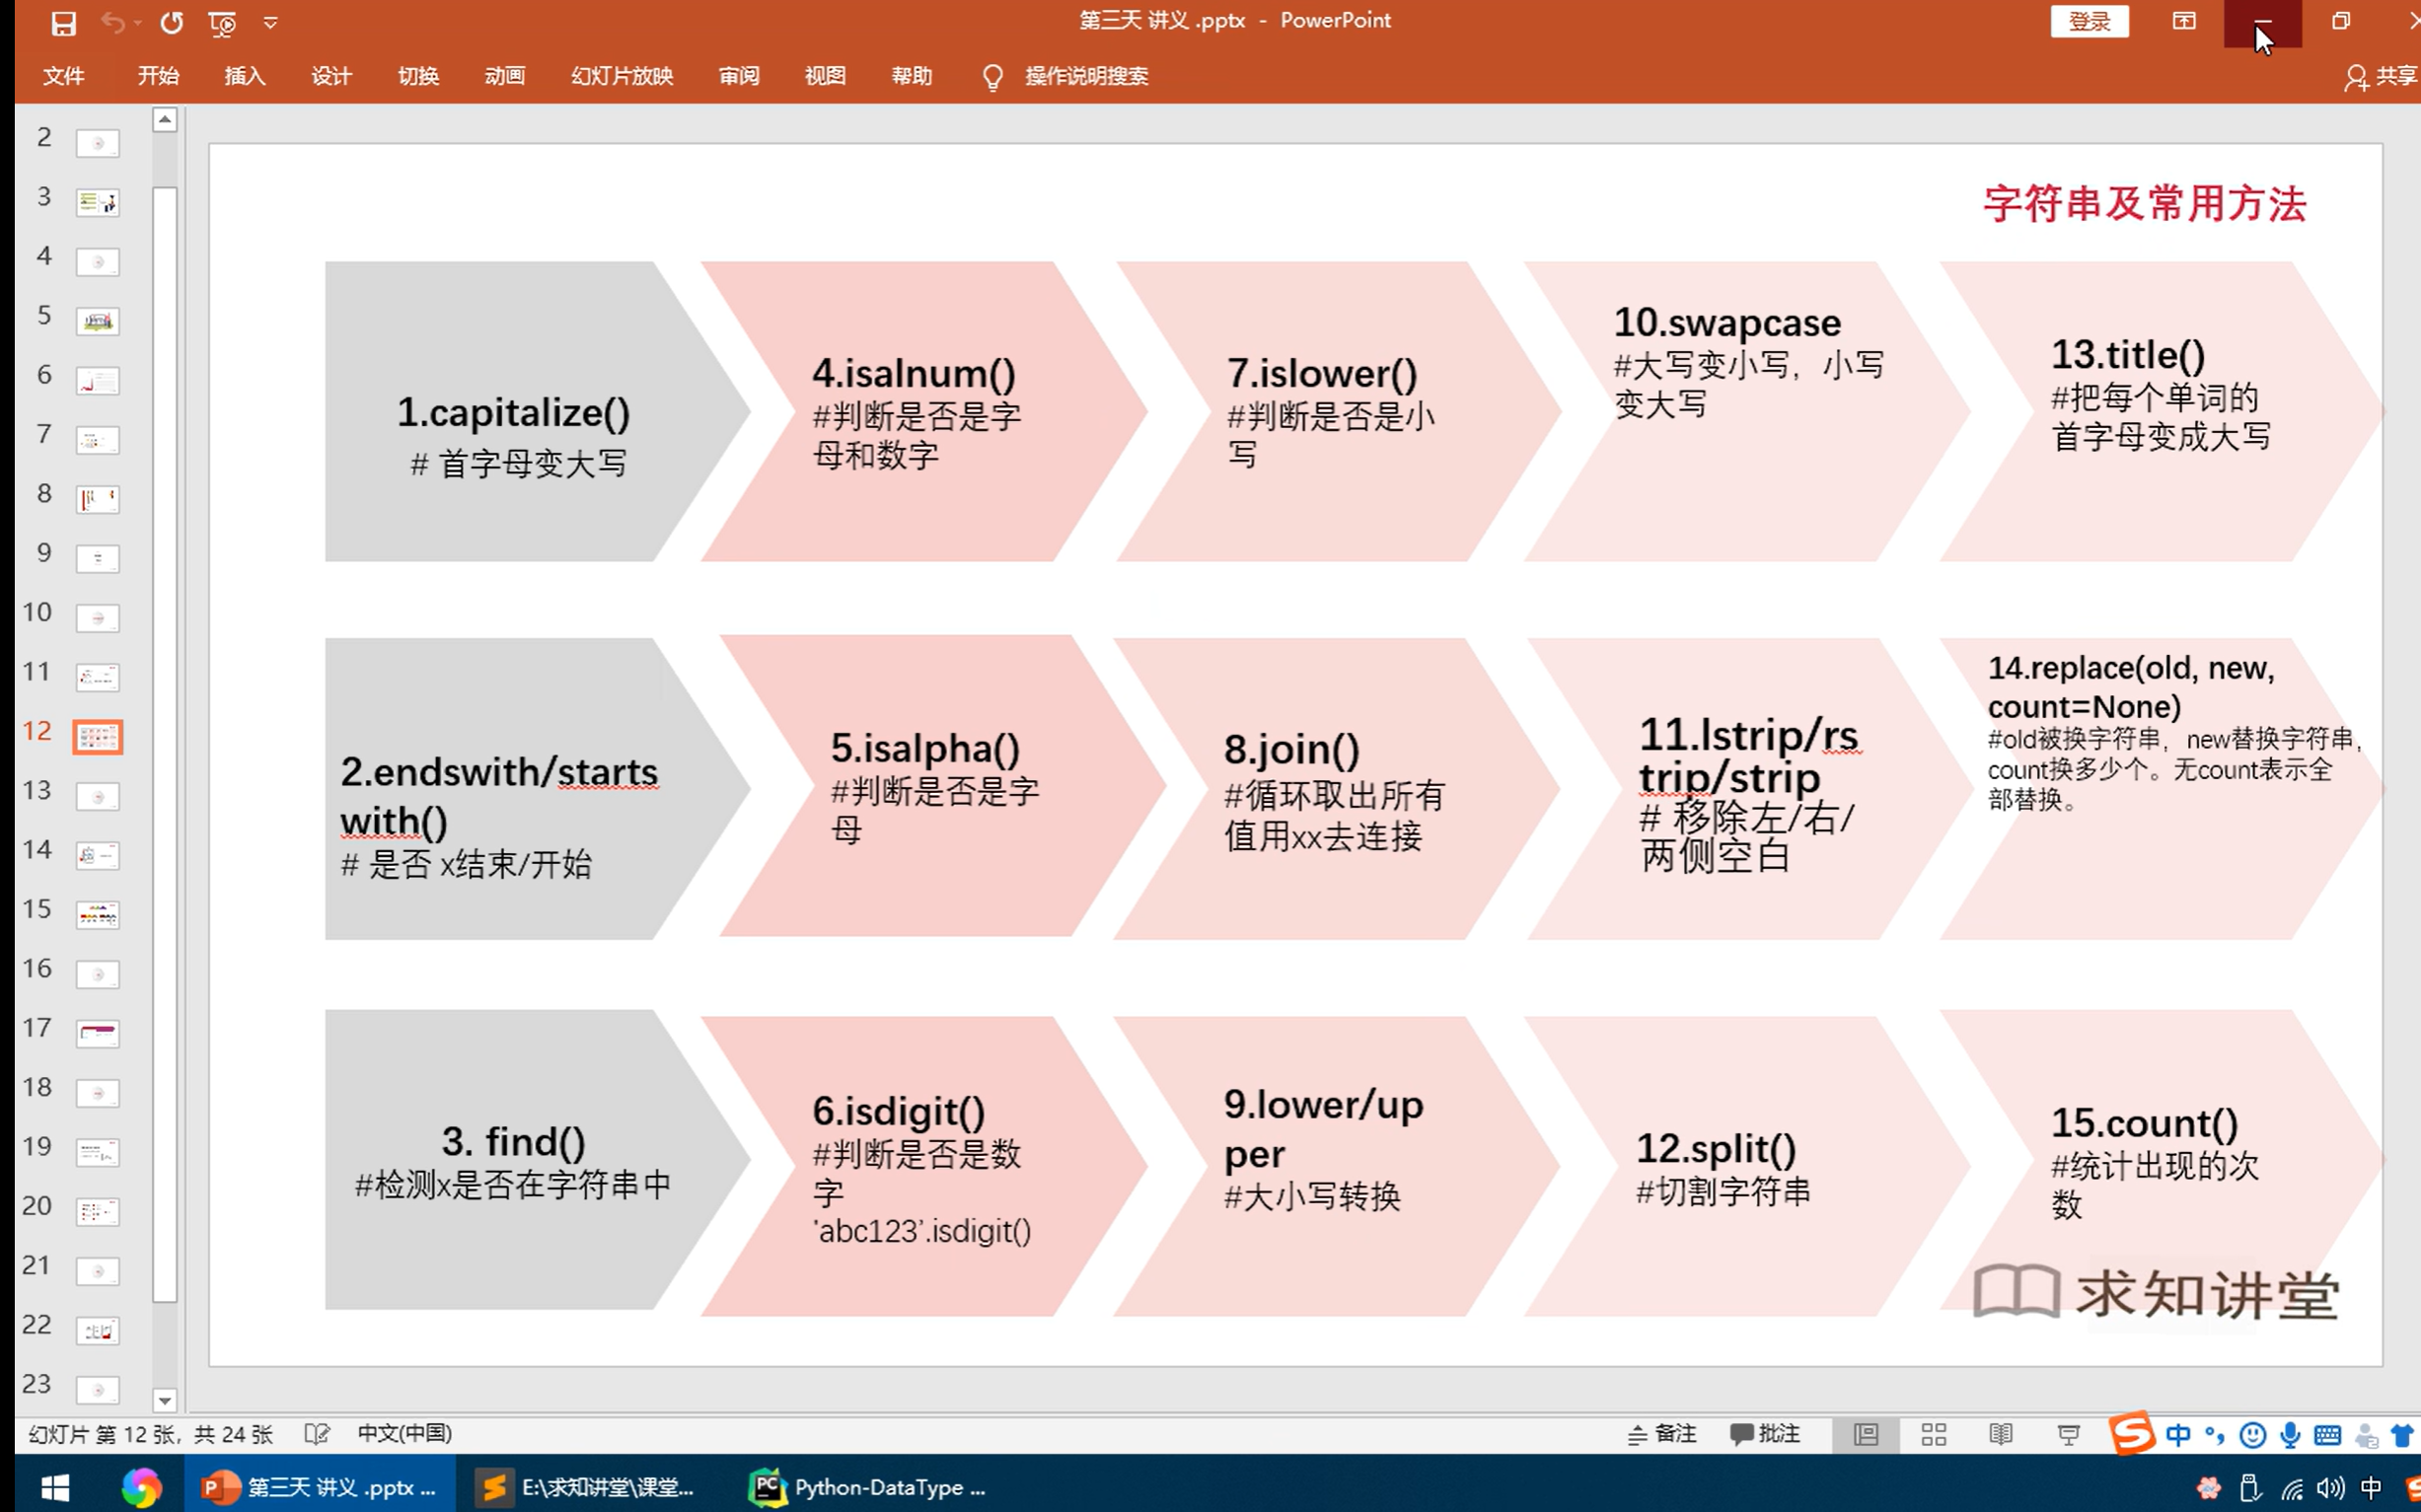 第三天 讲义 .pptx - PowerPoint
登录
文件 开始 插入 设计 切换 动画 幻灯片放映 审阅 视图 帮助 操作说明搜索 共享
2
3
4
5
6
7
8
9
10
11
12
13
14
15
16
17
18
19
20
21
22
23
字符串及常用方法
1.capitalize()
# 首字母变大写
4.isalnum()
#判断是否是字
母和数字
7.islower()
#判断是否是小
写
10.swapcase
#大写变小写，小写
变大写
13.title()
#把每个单词的
首字母变成大写
2.endswith/starts
with()
# 是否 x结束/开始
5.isalpha()
#判断是否是字
母
8.join()
#循环取出所有
值用xx去连接
11.lstrip/rs
trip/strip
# 移除左/右/
两侧空白
14.replace(old, new,
count=None)
#old被换字符串，new替换字符串，
count换多少个。无count表示全
部替换。
3. find()
#检测x是否在字符串中
6.isdigit()
#判断是否是数
字
'abc123'.isdigit()
9.lower/up
per
#大小写转换
12.split()
#切割字符串
15.count()
#统计出现的次
数
求知讲堂
幻灯片 第 12 张，共 24 张 中文(中国) 备注 批注 中
第三天 讲义 .pptx ... E:\求知讲堂\课堂... Python-DataType ... 中